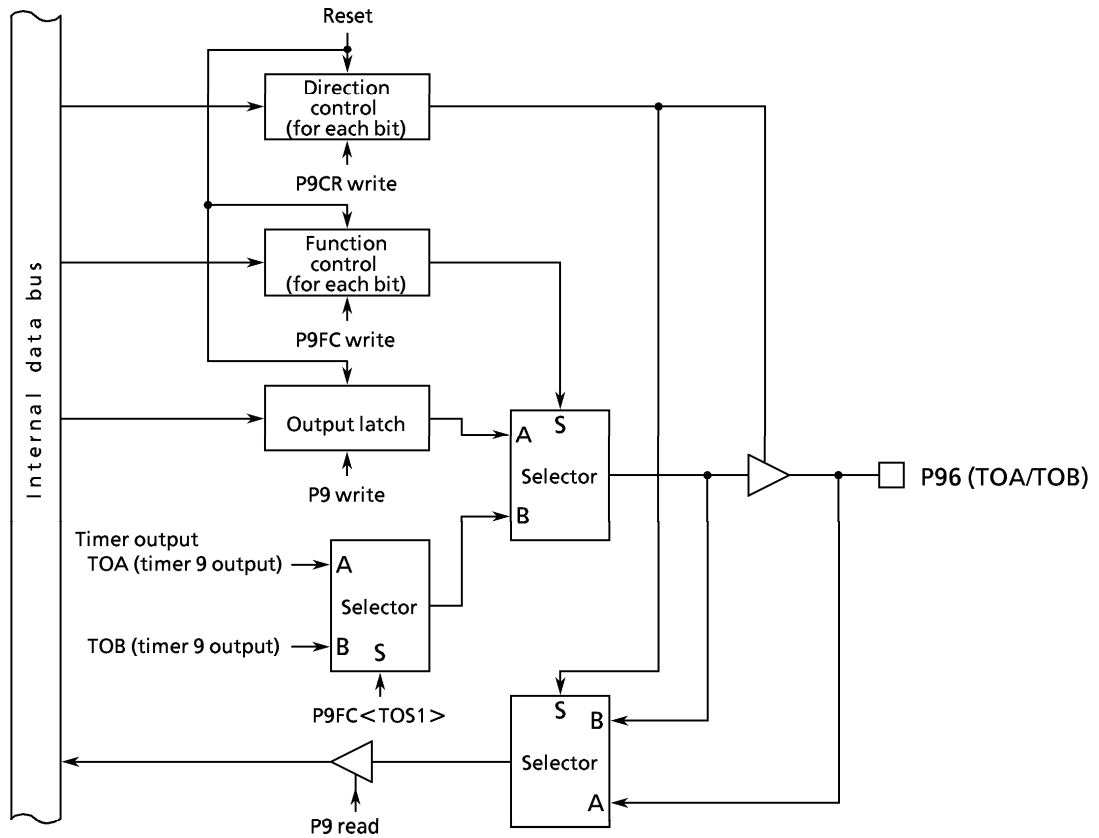 Reset
Direction
control
(for each bit)
P9CR write
Function
control
(for each bit)
P9FC write
Internal data bus
Output latch
P9 write
S
A
Selector
B
P96 (TOA/TOB)
Timer output
TOA (timer 9 output)
A
Selector
TOB (timer 9 output)
B
S
P9FC<TOS1>
S
B
Selector
A
P9 read